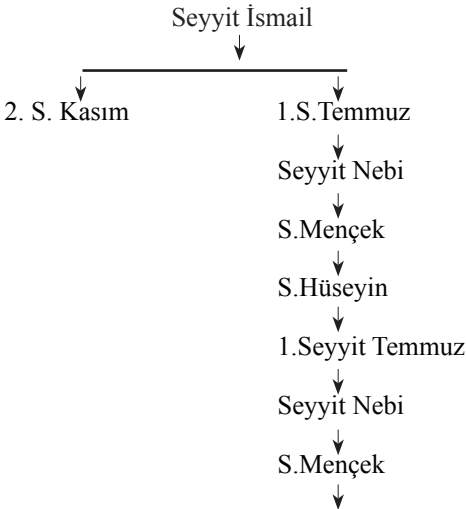 Seyyit İsmail
2. S. Kasım
1.S.Temmuz
Seyyit Nebi
S.Mençek
S.Hüseyin
1.Seyyit Temmuz
Seyyit Nebi
S.Mençek